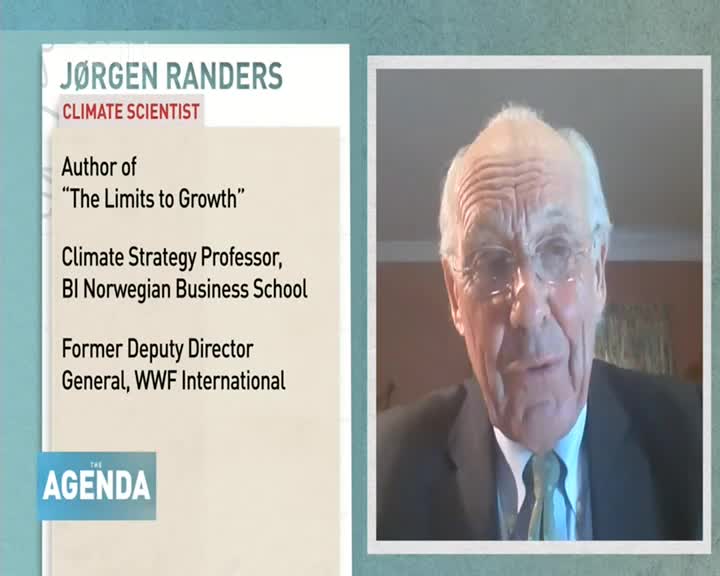 JØRGEN RANDERS
CLIMATE SCIENTIST
Author of
“The Limits to Growth”
Climate Strategy Professor,
BI Norwegian Business School
Former Deputy Director
General, WWF International
THE
AGENDA